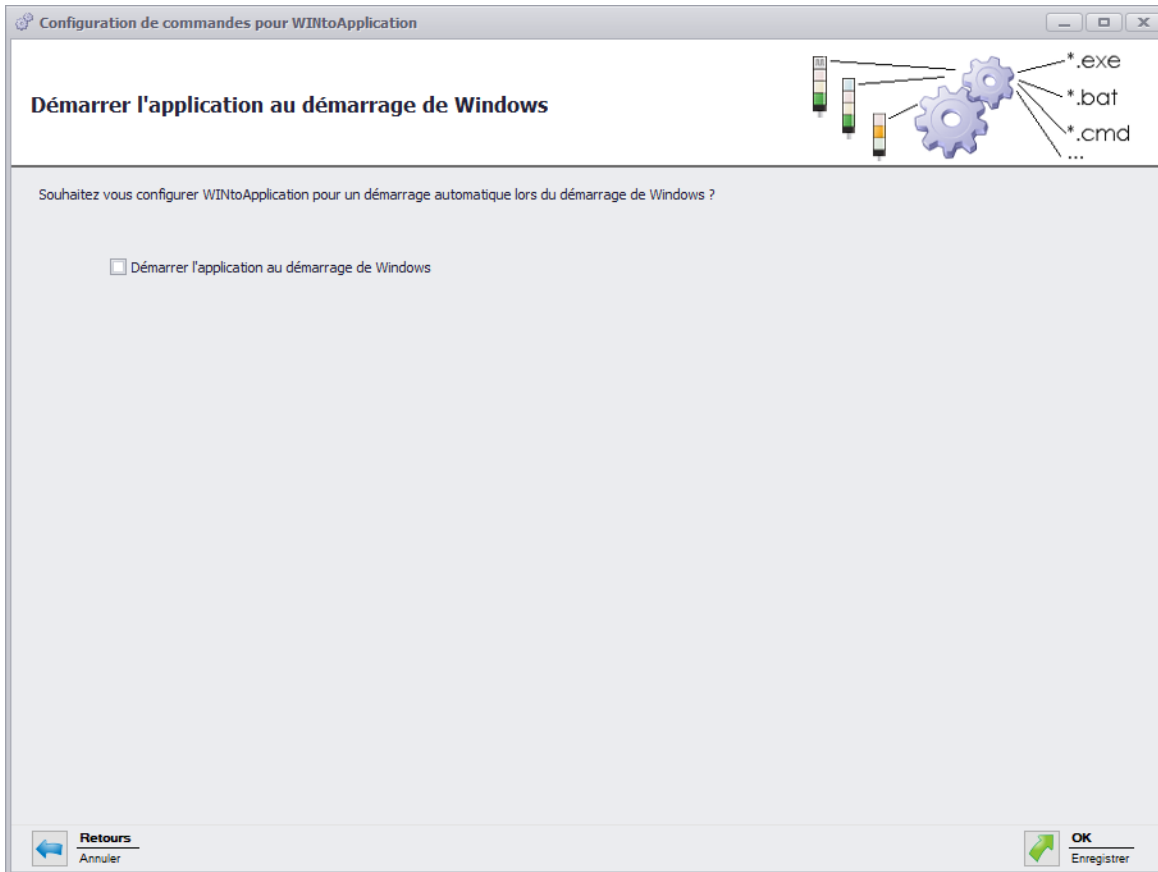 Configuration de commandes pour WINtoApplication
Démarrer l'application au démarrage de Windows
*.exe
*.bat
*.cmd
...
Souhaitez vous configurer WINtoApplication pour un démarrage automatique lors du démarrage de Windows ?
Démarrer l'application au démarrage de Windows
Retours
Annuler
OK
Enregistrer